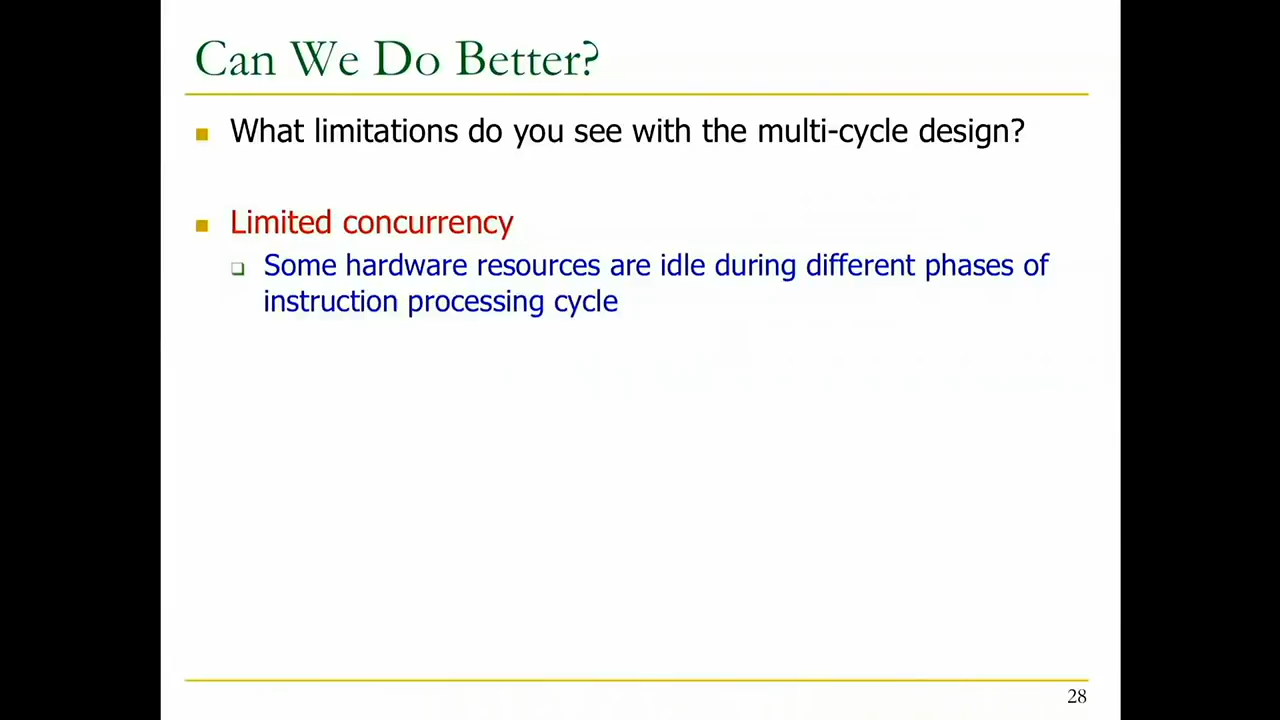 Can We Do Better?
What limitations do you see with the multi-cycle design?
Limited concurrency
Some hardware resources are idle during different phases of
instruction processing cycle
28